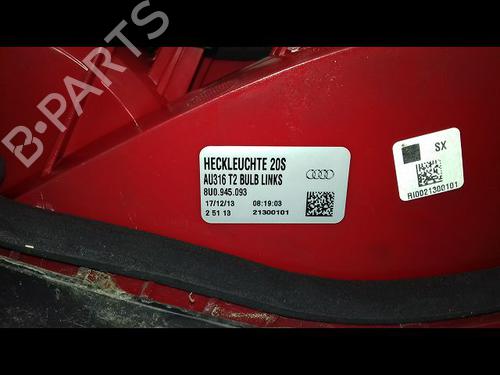 HECKLEUCHTE 20S
AU316 T2 BULB LINKS
8U0.945.093
17/12/13 08:19:03
2 51 13 21300101
SX
RI0021300101
B-PARTS